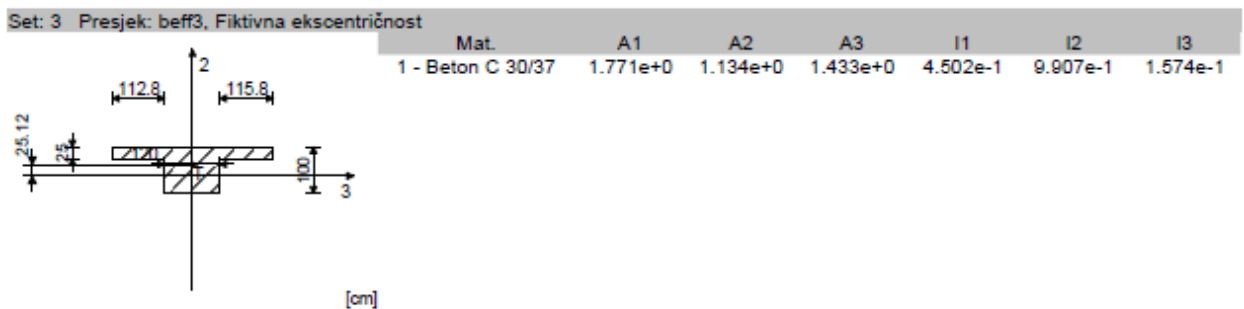 Set: 3 Presjek: beff3, Fiktivna ekscentričnost
Mat. A1 A2 A3 I1 I2 I3
1 - Beton C 30/37 1.771e+0 1.134e+0 1.433e+0 4.502e-1 9.907e-1 1.574e-1
2
112.8 115.8
25.12
25
120
100
3
[cm]